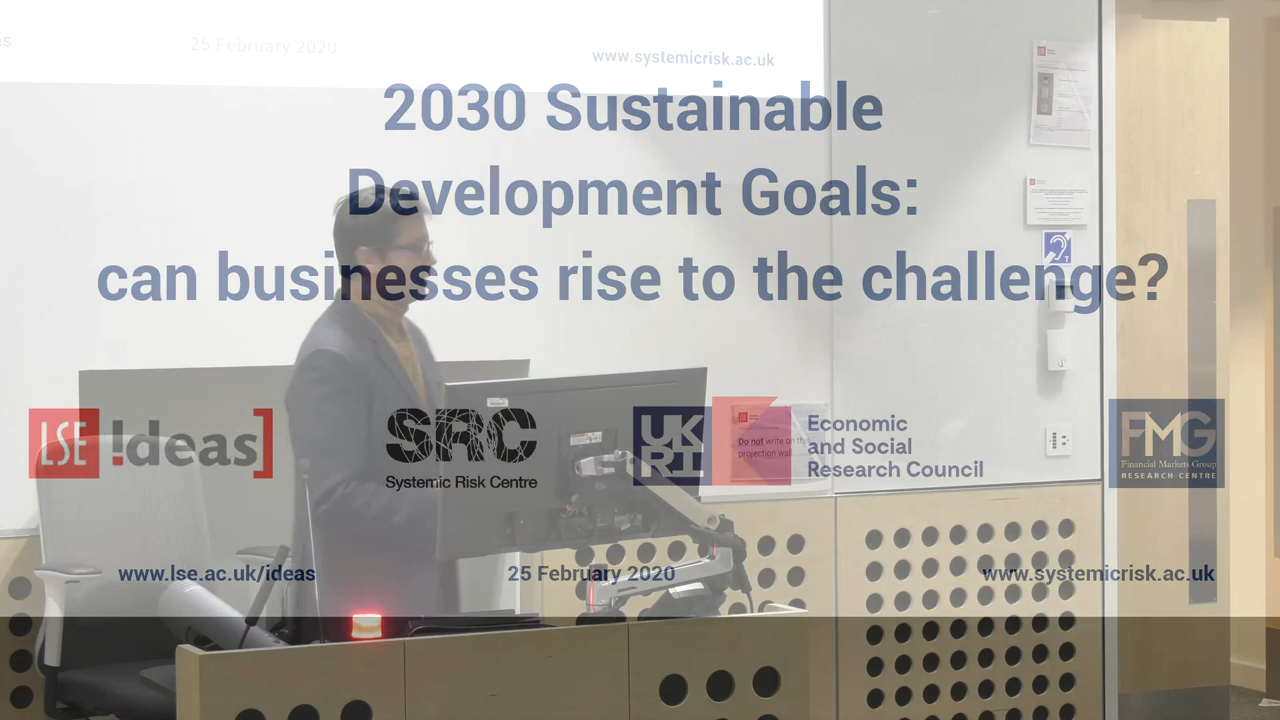 25 February 2020
www.systemicrisk.ac.uk
2030 Sustainable
Development Goals:
can businesses rise to the challenge?
LSE !deas]
SRC
Systemic Risk Centre
UK
RI
Economic
and Social
Research Council
Do not write on this
projection wall
FMG
Financial Markets Group
RESEARCH CENTRE
www.lse.ac.uk/ideas
25 February 2020
www.systemicrisk.ac.uk